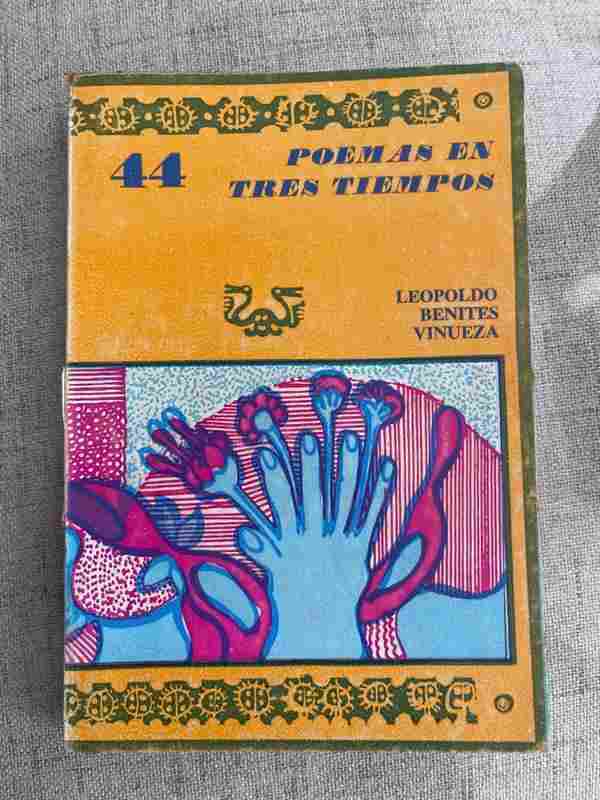 44
POEMAS EN
TRES TIEMPOS
LEOPOLDO
BENITES
VINUEZA